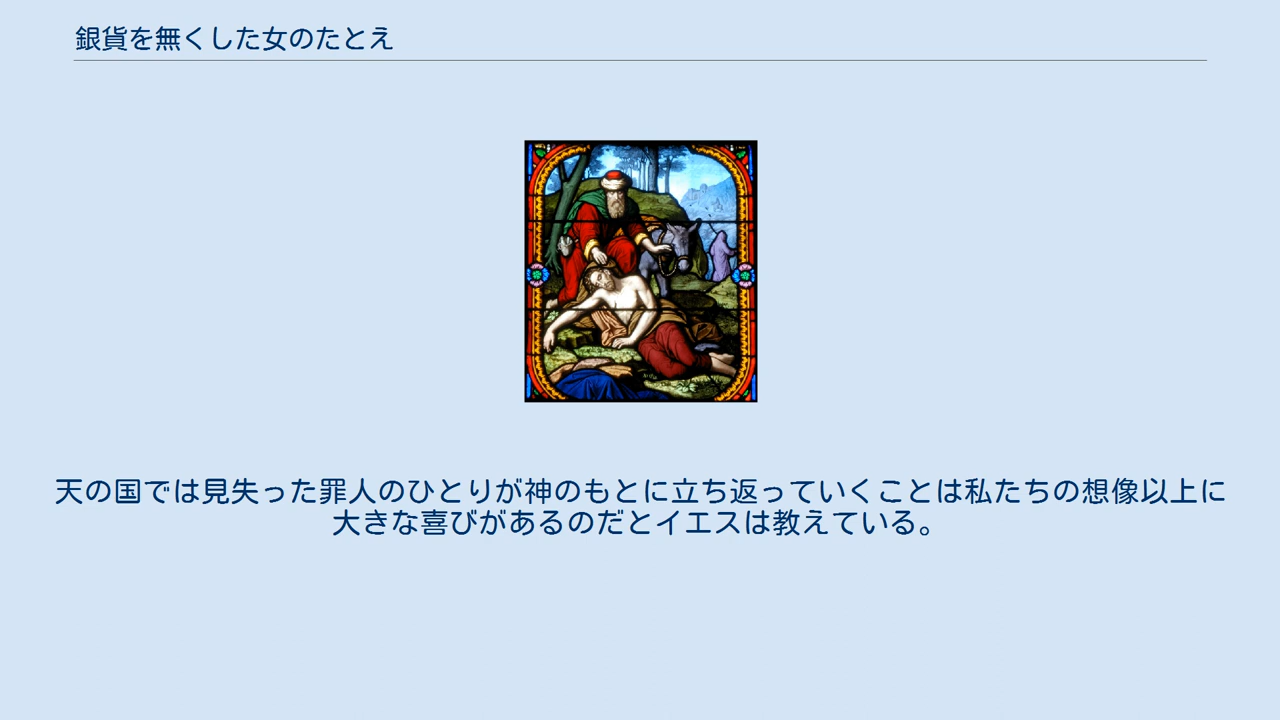 銀貨を無くした女のたとえ
天の国では見失った罪人のひとりが神のもとに立ち返っていくことは私たちの想像以上に
大きな喜びがあるのだとイエスは教えている。